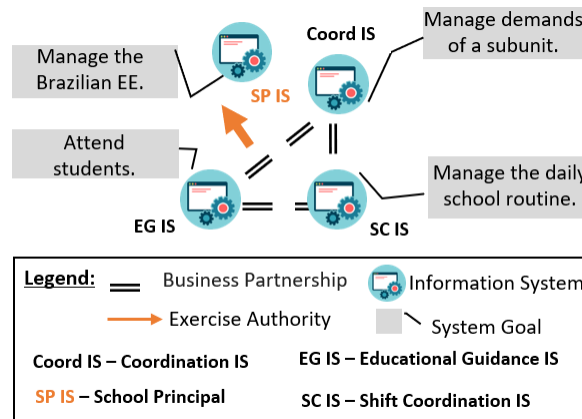 Manage the
Brazilian EE.
SP IS
Coord IS
Manage demands
of a subunit.
Attend
students.
EG IS
SC IS
Manage the daily
school routine.
Legend:
Business Partnership
Information System
Exercise Authority
System Goal
Coord IS – Coordination IS
EG IS – Educational Guidance IS
SP IS – School Principal
SC IS – Shift Coordination IS